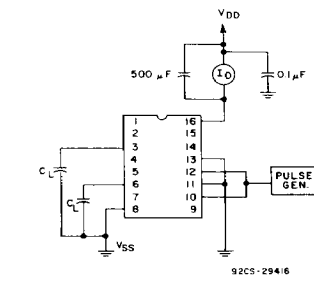 VDD
500 µF
ID
0.1µF
1 16
2 15
3 14
4 13
5 12
6 11
7 10
8 9
CL
CL
PULSE
GEN.
VSS
92CS-29416